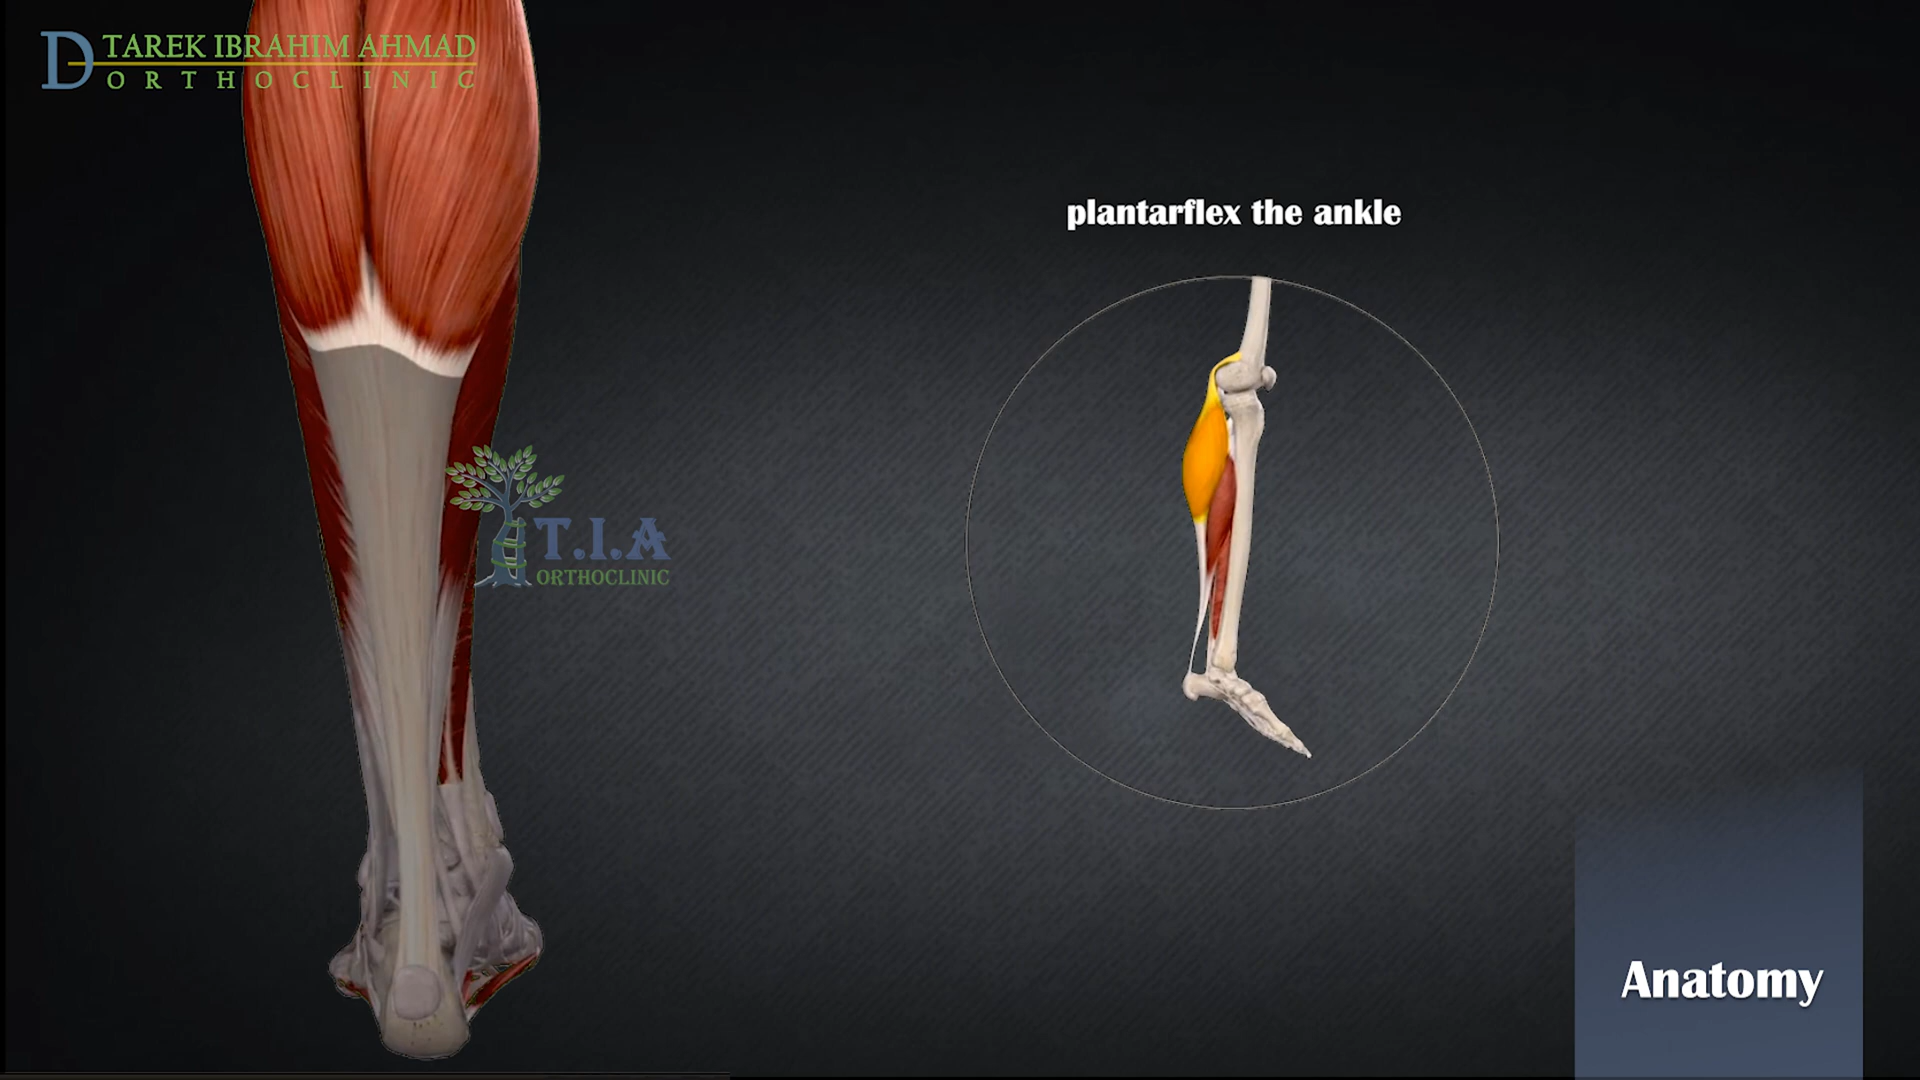 D TAREK IBRAHIM AHMAD
ORTHOCLINIC
plantarflex the ankle
T.I.A
ORTHOCLINIC
Anatomy